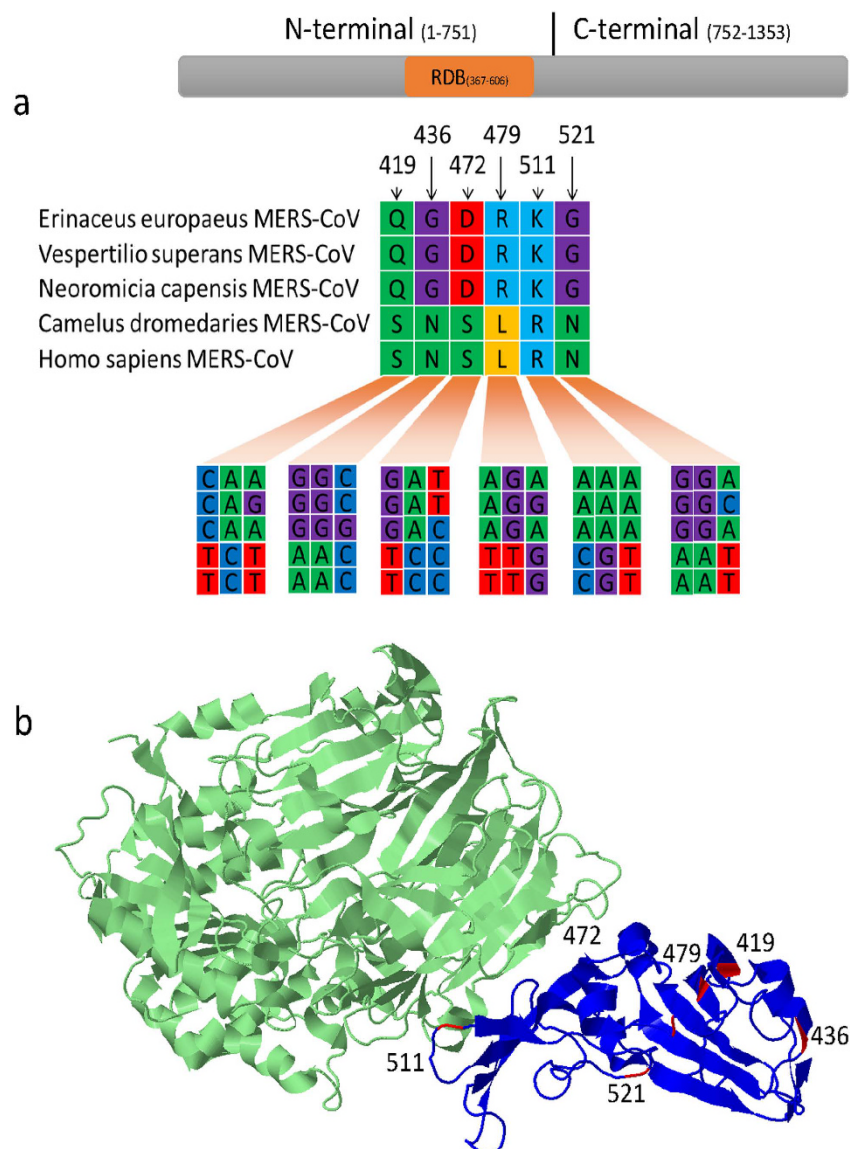 N-terminal (1-751) C-terminal (752-1353)
RDB(367-606)
a
436 479 521
419 472 511
Erinaceus europaeus MERS-CoV Q G D R K G
Vespertilio superans MERS-CoV Q G D R K G
Neoromicia capensis MERS-CoV Q G D R K G
Camelus dromedaries MERS-CoV S N S L R N
Homo sapiens MERS-CoV S N S L R N
C A A G G C G A T A G A A A A G G A
C A G G G C G A T A G G A A A G G C
C A A G G G G A C A G A A A A G G A
T C T A A C T C C T T G C G T A A T
T C T A A C T C C T T G C G T A A T
b
472 479 419
436
511
521